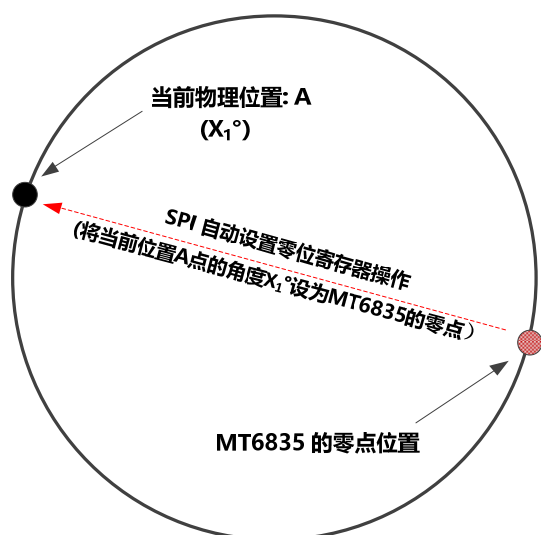 当前物理位置: A
(X₁°)
SPI 自动设置零位寄存器操作
(将当前位置A点的角度X₁°设为MT6835的零点）
MT6835 的零点位置